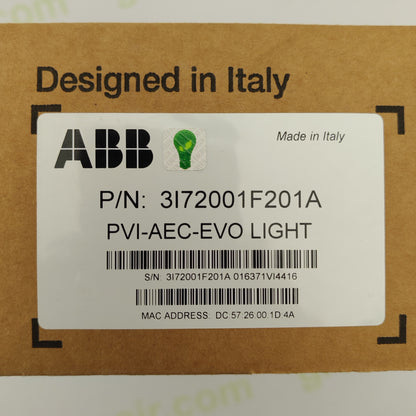 Designed in Italy
ABB
Made in Italy
P/N: 3I72001F201A
PVI-AEC-EVO LIGHT
S/N: 3I72001F201A 016371VI4416
MAC ADDRESS: DC 57.26.00.1D 4A